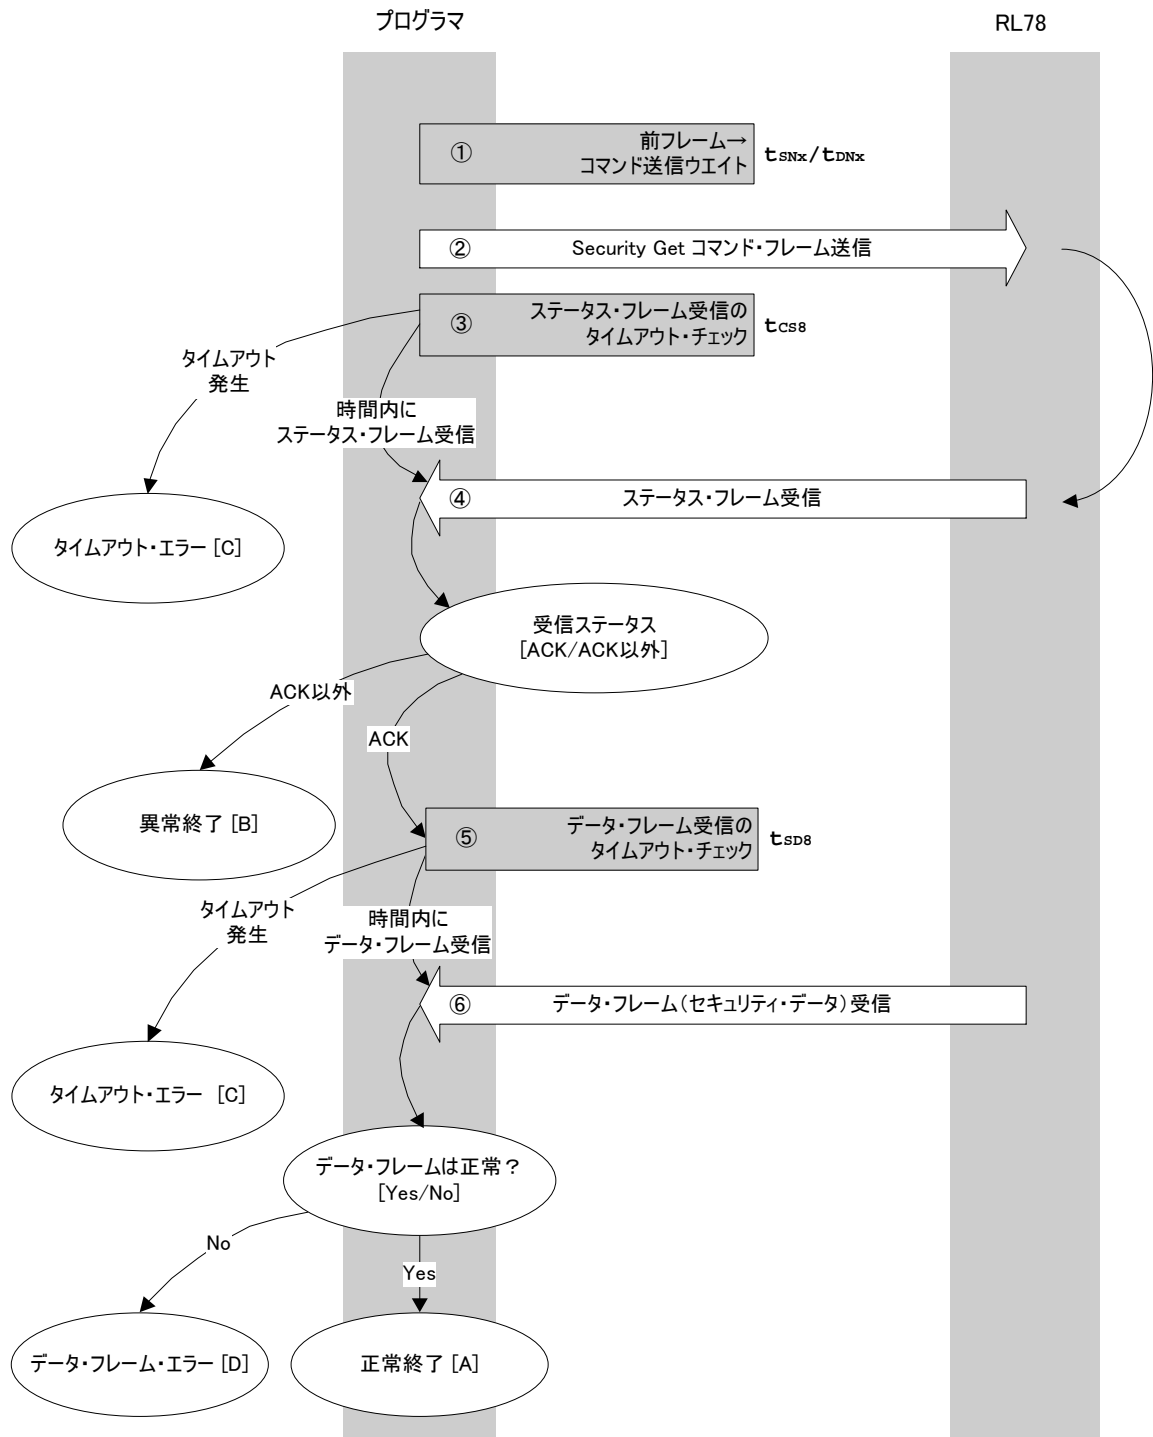 プログラマ
RL78
①
前フレーム→
コマンド送信ウエイト
tSNx/tDNx
②
Security Get コマンド・フレーム送信
③
ステータス・フレーム受信の
タイムアウト・チェック
tCS8
タイムアウト
発生
時間内に
ステータス・フレーム受信
④
ステータス・フレーム受信
タイムアウト・エラー [C]
受信ステータス
[ACK/ACK以外]
ACK以外
ACK
異常終了 [B]
⑤
データ・フレーム受信の
タイムアウト・チェック
tSD8
タイムアウト
発生
時間内に
データ・フレーム受信
⑥
データ・フレーム（セキュリティ・データ）受信
タイムアウト・エラー [C]
データ・フレームは正常？
[Yes/No]
No
Yes
データ・フレーム・エラー [D]
正常終了 [A]